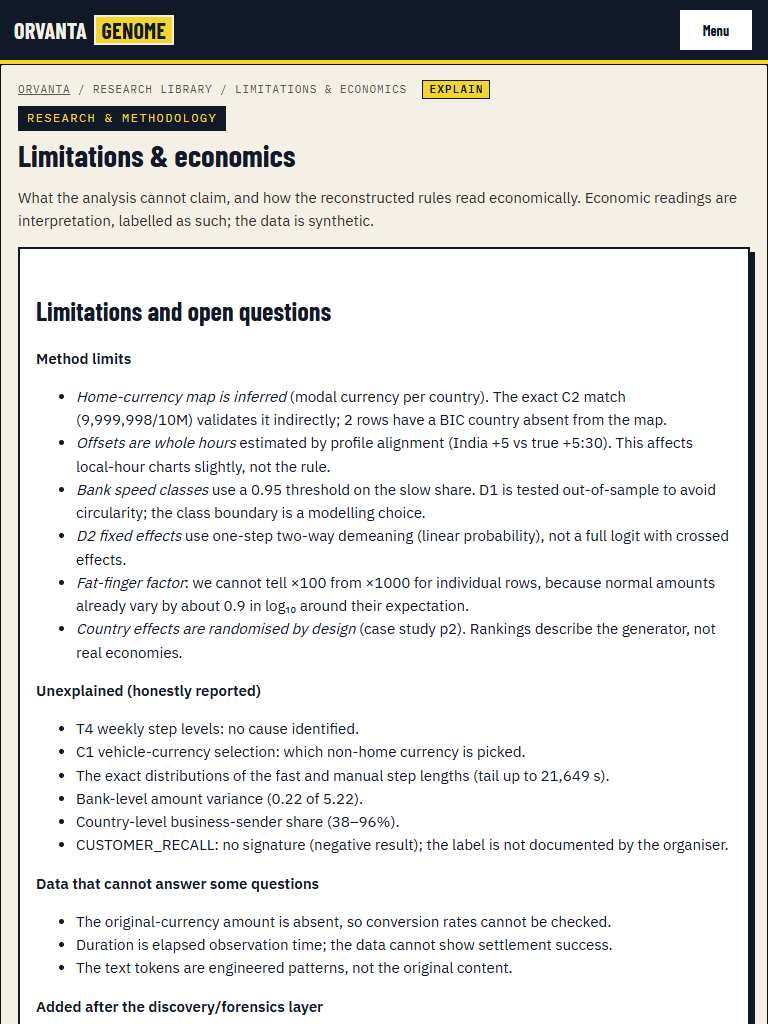 ORVANTA GENOME
Menu
ORVANTA / RESEARCH LIBRARY / LIMITATIONS & ECONOMICS EXPLAIN
RESEARCH & METHODOLOGY
Limitations & economics
What the analysis cannot claim, and how the reconstructed rules read economically. Economic readings are
interpretation, labelled as such; the data is synthetic.
Limitations and open questions
Method limits
• Home-currency map is inferred (modal currency per country). The exact C2 match
(9,999,998/10M) validates it indirectly; 2 rows have a BIC country absent from the map.
• Offsets are whole hours estimated by profile alignment (India +5 vs true +5:30). This affects
local-hour charts slightly, not the rule.
• Bank speed classes use a 0.95 threshold on the slow share. D1 is tested out-of-sample to avoid
circularity; the class boundary is a modelling choice.
• D2 fixed effects use one-step two-way demeaning (linear probability), not a full logit with crossed
effects.
• Fat-finger factor: we cannot tell ×100 from ×1000 for individual rows, because normal amounts
already vary by about 0.9 in log₁₀ around their expectation.
• Country effects are randomised by design (case study p2). Rankings describe the generator, not
real economies.
Unexplained (honestly reported)
• T4 weekly step levels: no cause identified.
• C1 vehicle-currency selection: which non-home currency is picked.
• The exact distributions of the fast and manual step lengths (tail up to 21,649 s).
• Bank-level amount variance (0.22 of 5.22).
• Country-level business-sender share (38–96%).
• CUSTOMER_RECALL: no signature (negative result); the label is not documented by the organiser.
Data that cannot answer some questions
• The original-currency amount is absent, so conversion rates cannot be checked.
• Duration is elapsed observation time; the data cannot show settlement success.
• The text tokens are engineered patterns, not the original content.
Added after the discovery/forensics layer